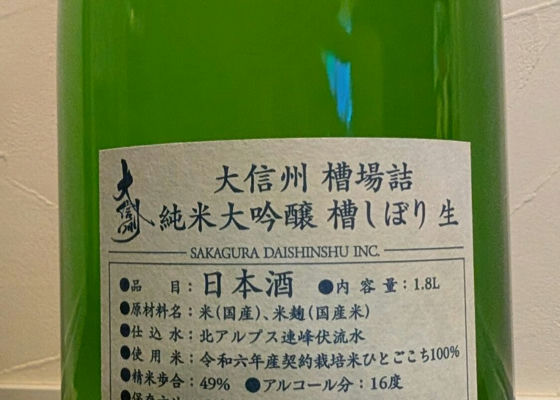 大信州
大信州 槽場詰
純米大吟醸 槽しぼり 生
SAKAGURA DAISHINSHU INC.
●品 目：日本酒 ●内 容 量：1.8L
●原材料名：米(国産)、米麹(国産米)
●仕 込 水：北アルプス連峰伏流水
●使 用 米：令和六年産契約栽培米ひとごこち100%
●精米歩合：49% ●アルコール分：16度